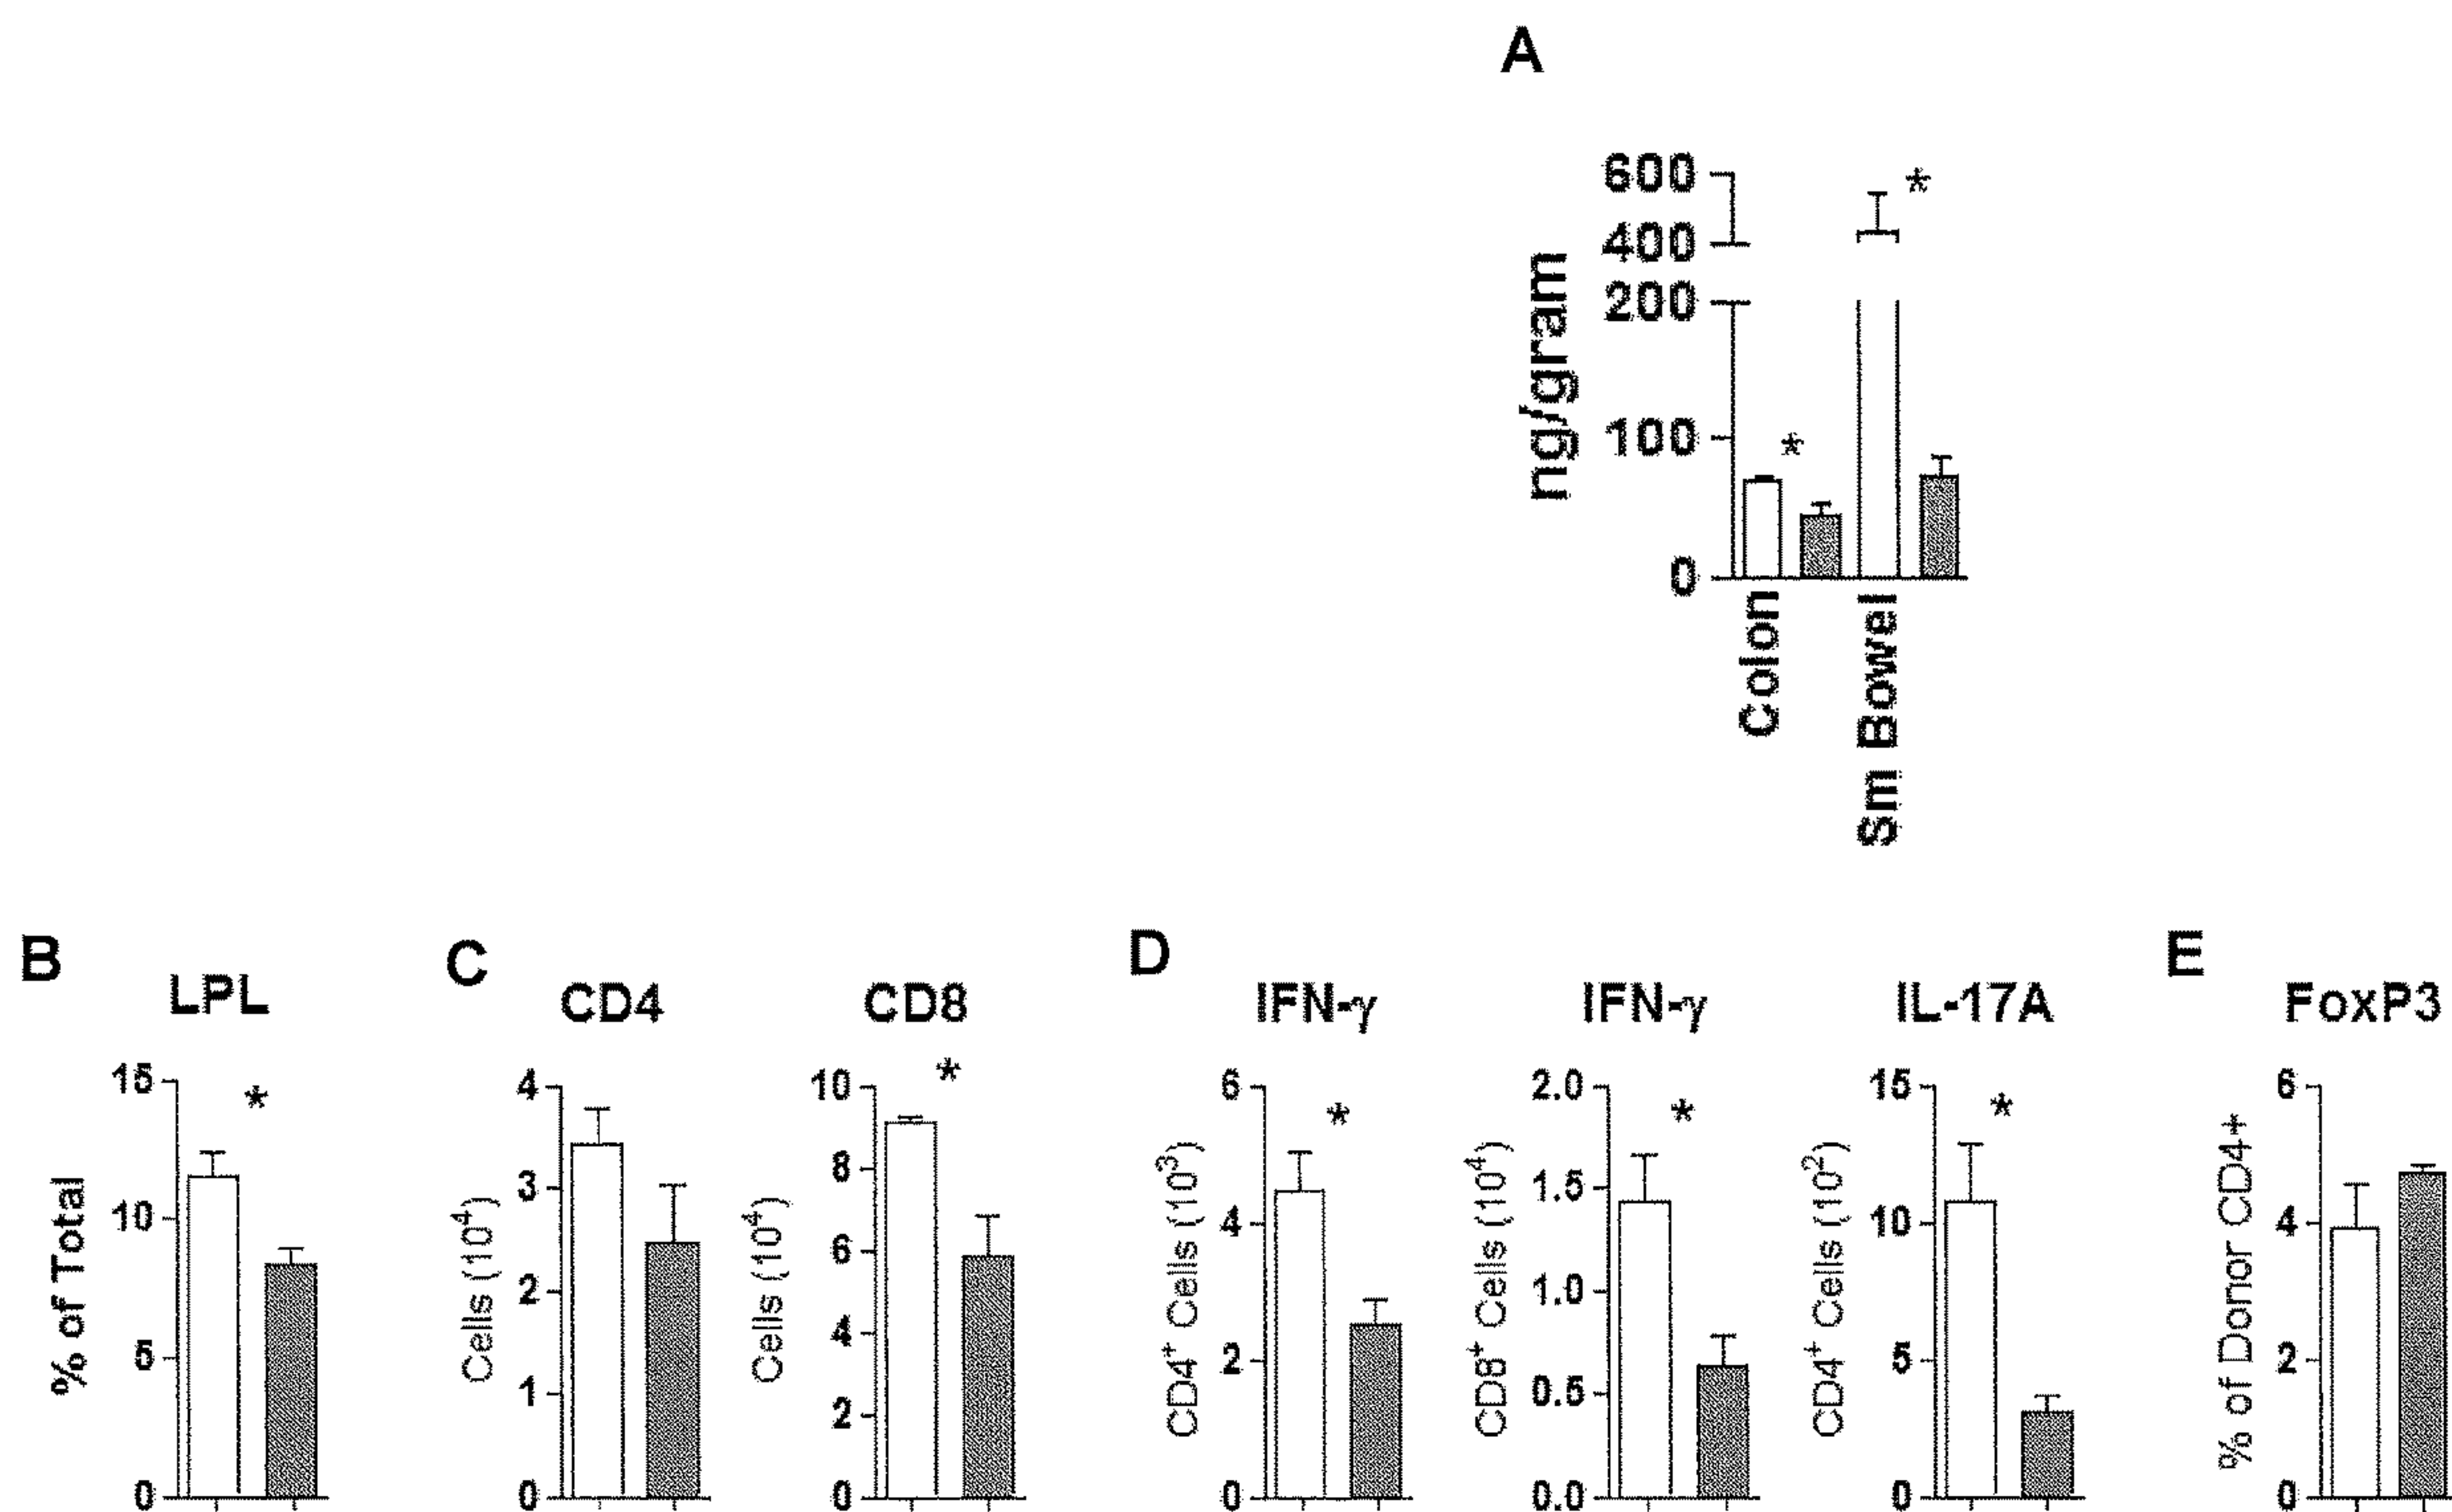 A
ng/gram
600
*
400
200
100
*
0
Colon
Sm Bowel
B
LPL
% of Total
15
*
10
5
0
C
CD4
Cells (10⁴)
4
3
2
1
0
CD8
Cells (10⁴)
10
*
8
6
4
2
0
D
IFN-γ
CD4⁺ Cells (10³)
6
*
4
2
0
IFN-γ
CD8⁺ Cells (10⁴)
2.0
*
1.5
1.0
0.5
0.0
IL-17A
CD4⁺ Cells (10²)
15
*
10
5
0
E
FoxP3
% of Donor CD4+
6
4
2
0